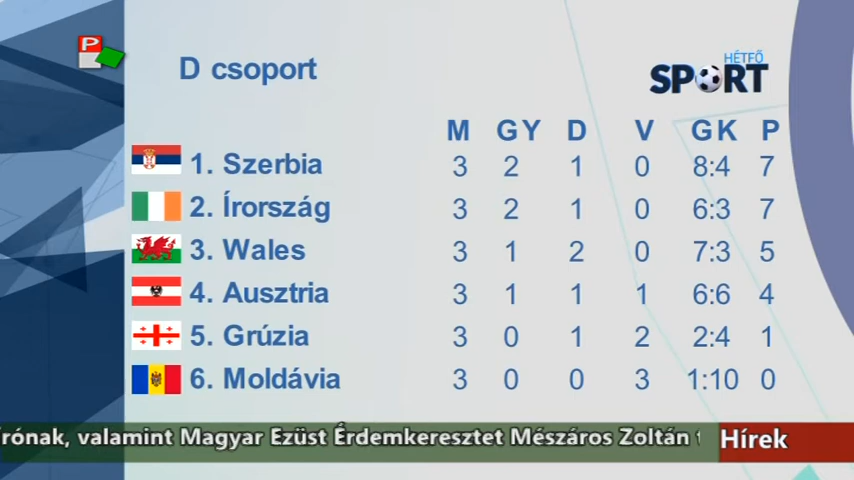 P
D csoport
HÉTFŐ
SPORT
M GY D V GK P
1. Szerbia 3 2 1 0 8:4 7
2. Írország 3 2 1 0 6:3 7
3. Wales 3 1 2 0 7:3 5
4. Ausztria 3 1 1 1 6:6 4
5. Grúzia 3 0 1 2 2:4 1
6. Moldávia 3 0 0 3 1:10 0
valamint Magyar Ezüst Érdemkeresztet Mészáros Zoltán
Hírek